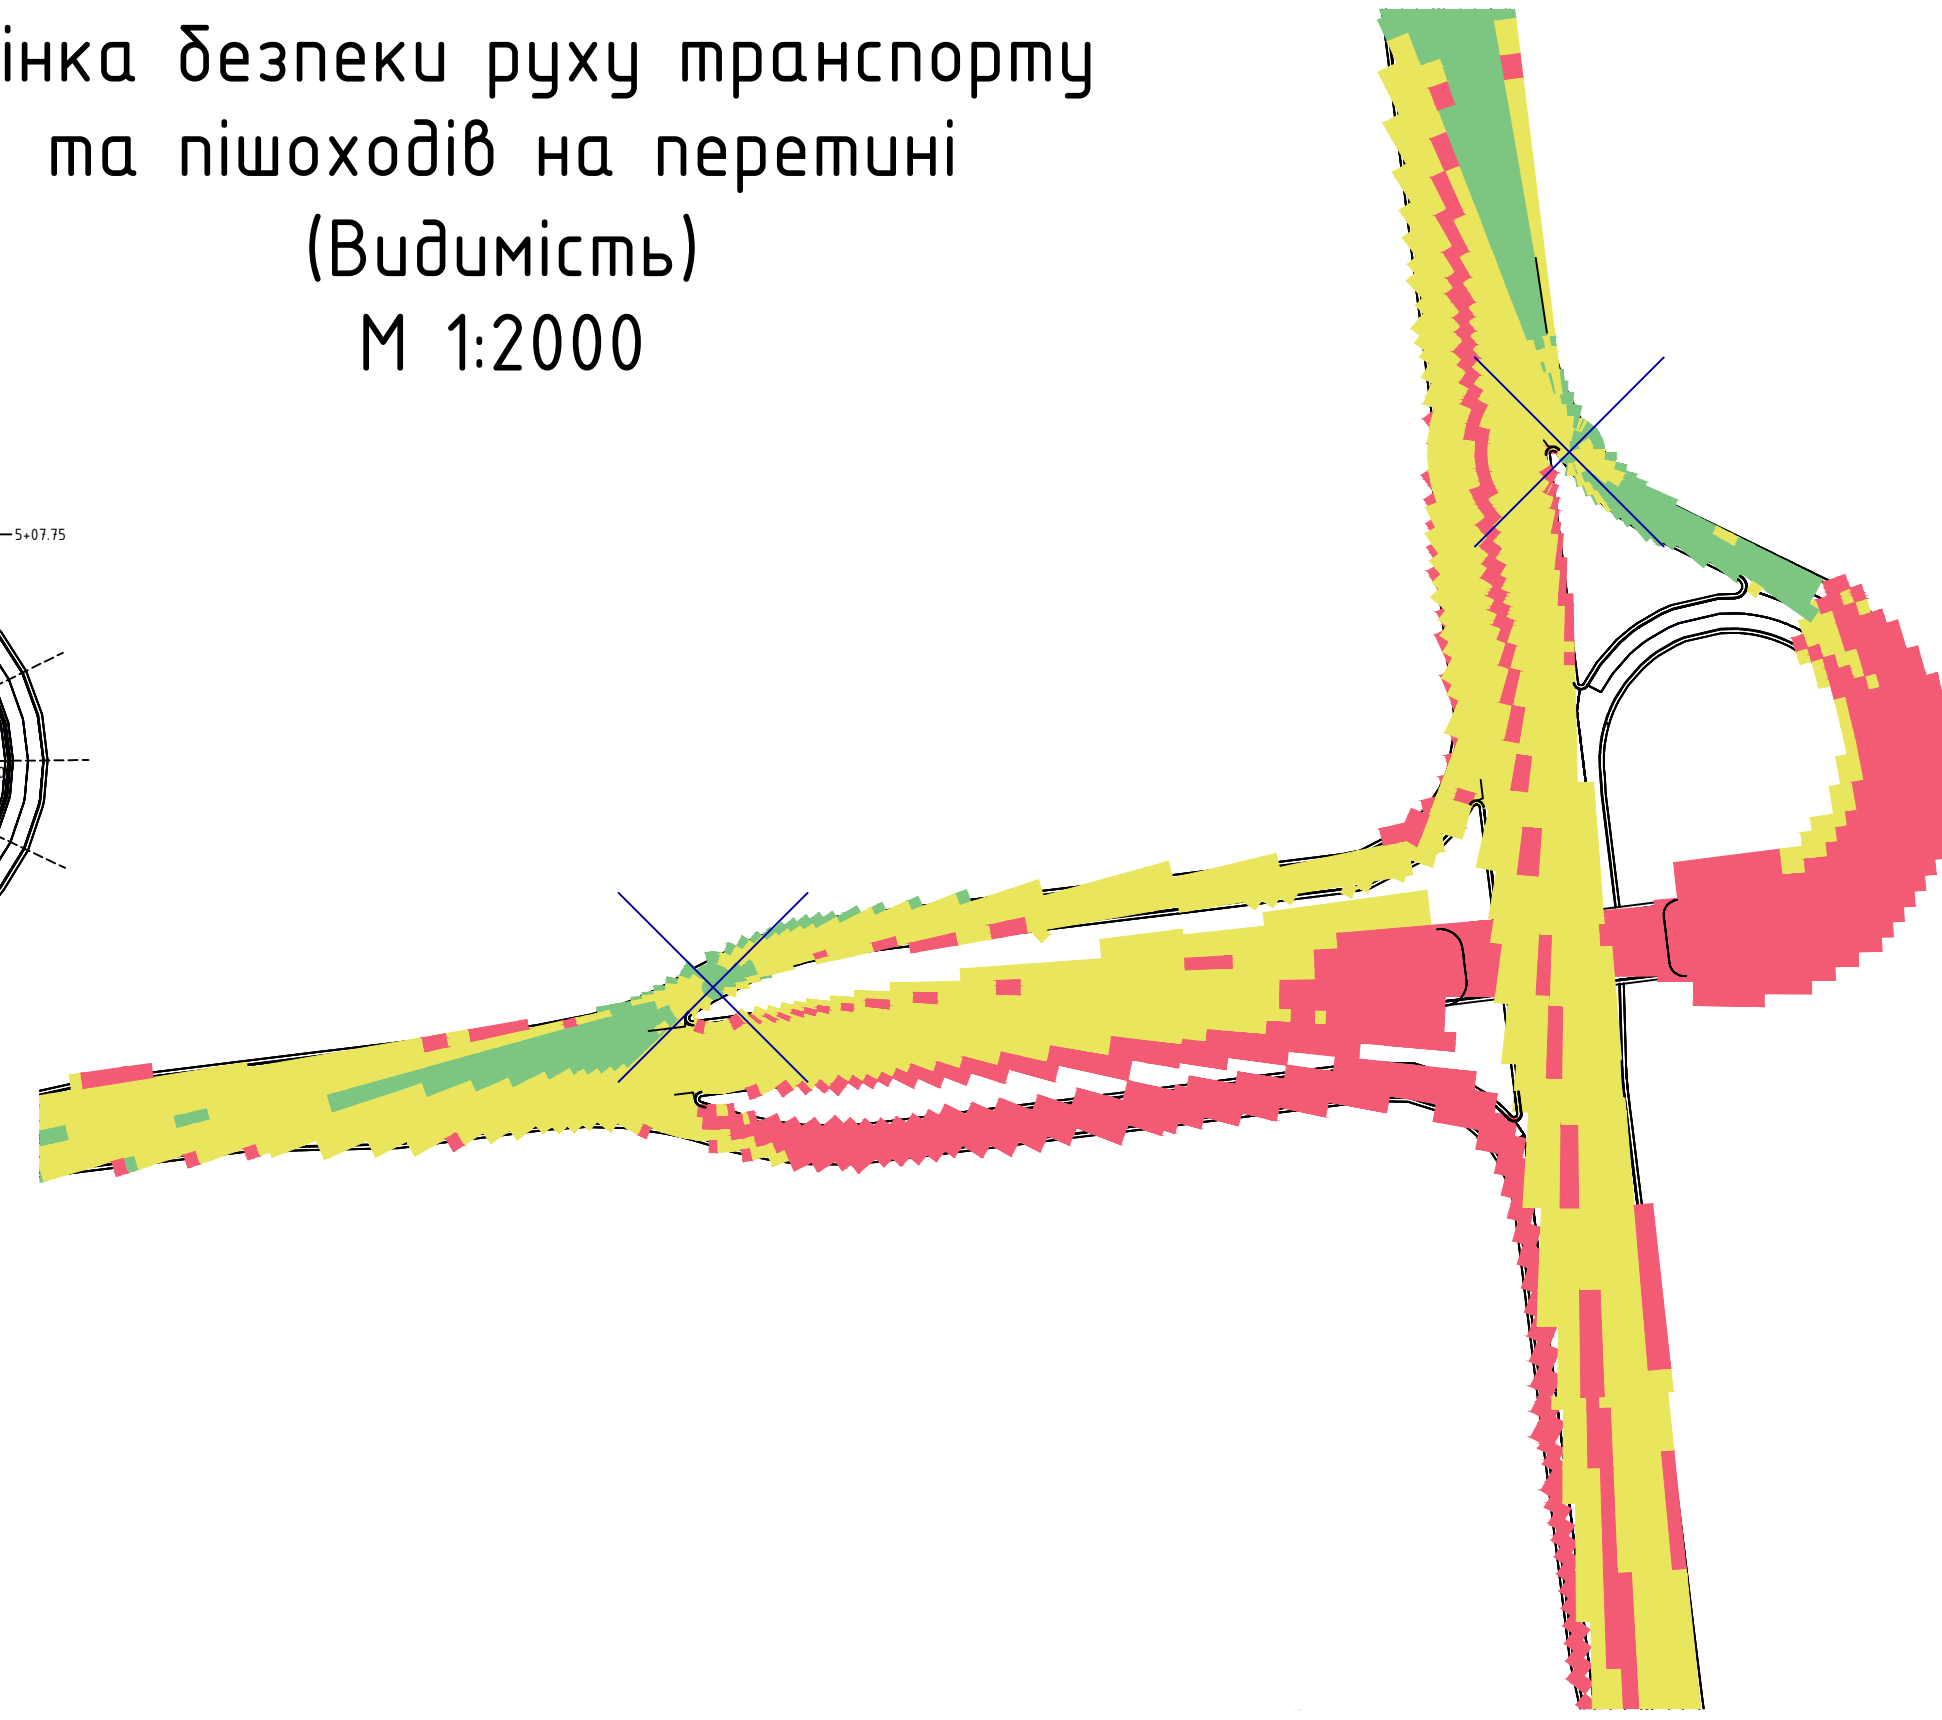 інка безпеки руху транспорту
та пішоходів на перетині
(Видимість)
М 1:2000
5+07.75